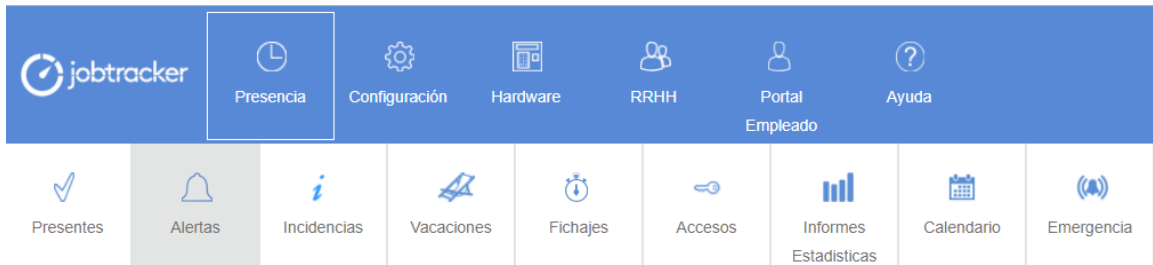 jobtracker
Presencia
Configuración
Hardware
RRHH
Portal
Empleado
Ayuda
Presentes
Alertas
Incidencias
Vacaciones
Fichajes
Accesos
Informes
Estadisticas
Calendario
Emergencia